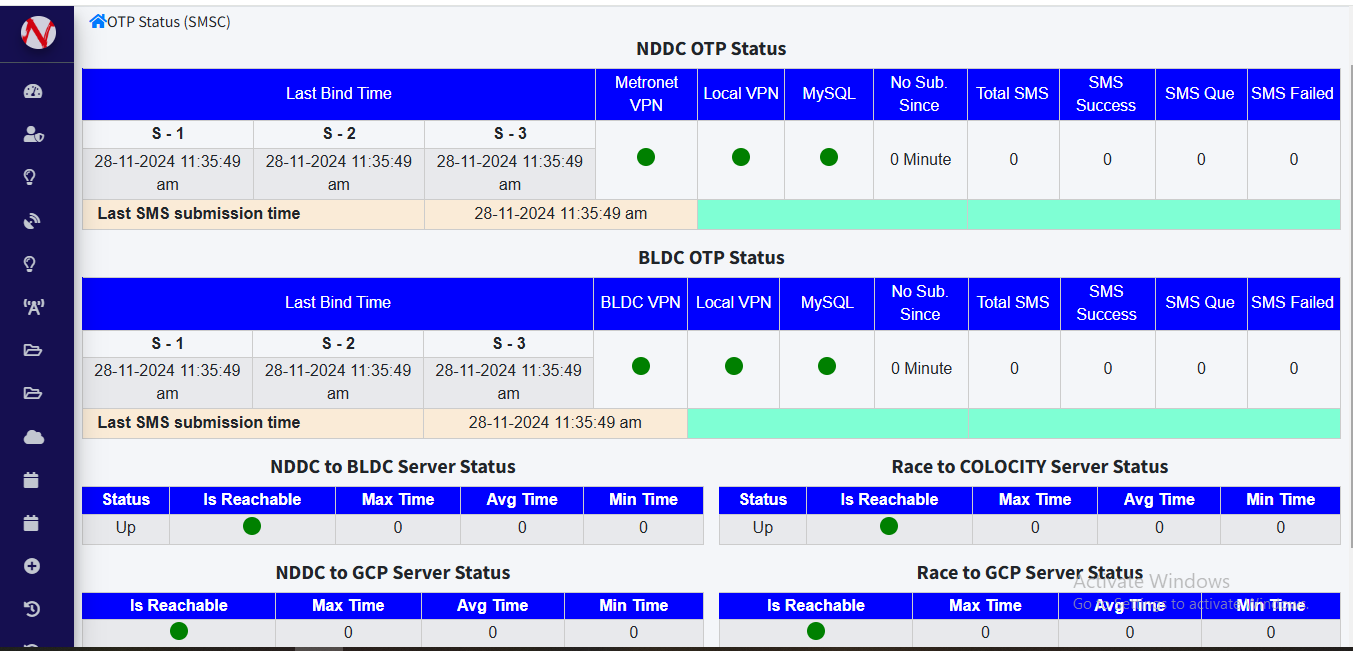 OTP Status (SMSC)
NDDC OTP Status
Last Bind Time Metronet VPN Local VPN MySQL No Sub. Since Total SMS SMS Success SMS Que SMS Failed
S - 1 S - 2 S - 3
28-11-2024 11:35:49 am 28-11-2024 11:35:49 am 28-11-2024 11:35:49 am 0 Minute 0 0 0 0
Last SMS submission time 28-11-2024 11:35:49 am
BLDC OTP Status
Last Bind Time BLDC VPN Local VPN MySQL No Sub. Since Total SMS SMS Success SMS Que SMS Failed
S - 1 S - 2 S - 3
28-11-2024 11:35:49 am 28-11-2024 11:35:49 am 28-11-2024 11:35:49 am 0 Minute 0 0 0 0
Last SMS submission time 28-11-2024 11:35:49 am
NDDC to BLDC Server Status
Status Is Reachable Max Time Avg Time Min Time
Up 0 0 0
Race to COLOCITY Server Status
Status Is Reachable Max Time Avg Time Min Time
Up 0 0 0
NDDC to GCP Server Status
Is Reachable Max Time Avg Time Min Time
0 0 0
Race to GCP Server Status
Is Reachable Max Time Avg Time Min Time
0 0 0
Activate Windows
Go to Settings to activate Windows.